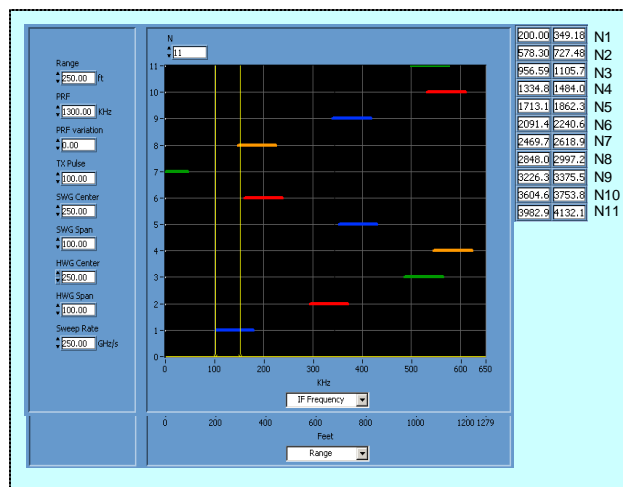 Range
250.00 ft
PRF
1300.00 KHz
PRF variation
0.00
TX Pulse
100.00
SWG Center
250.00
SWG Span
100.00
HWG Center
250.00
HWG Span
100.00
Sweep Rate
250.00 GHz/s
N
11
11
10
9
8
7
6
5
4
3
2
1
0
0 100 200 300 400 500 600 650
KHz
IF Frequency
0 200 400 600 800 1000 1200 1279
Feet
Range
200.00 349.18 N1
578.30 727.48 N2
956.59 1105.7 N3
1334.8 1484.0 N4
1713.1 1862.3 N5
2091.4 2240.6 N6
2469.7 2618.9 N7
2848.0 2997.2 N8
3226.3 3375.5 N9
3604.6 3753.8 N10
3982.9 4132.1 N11